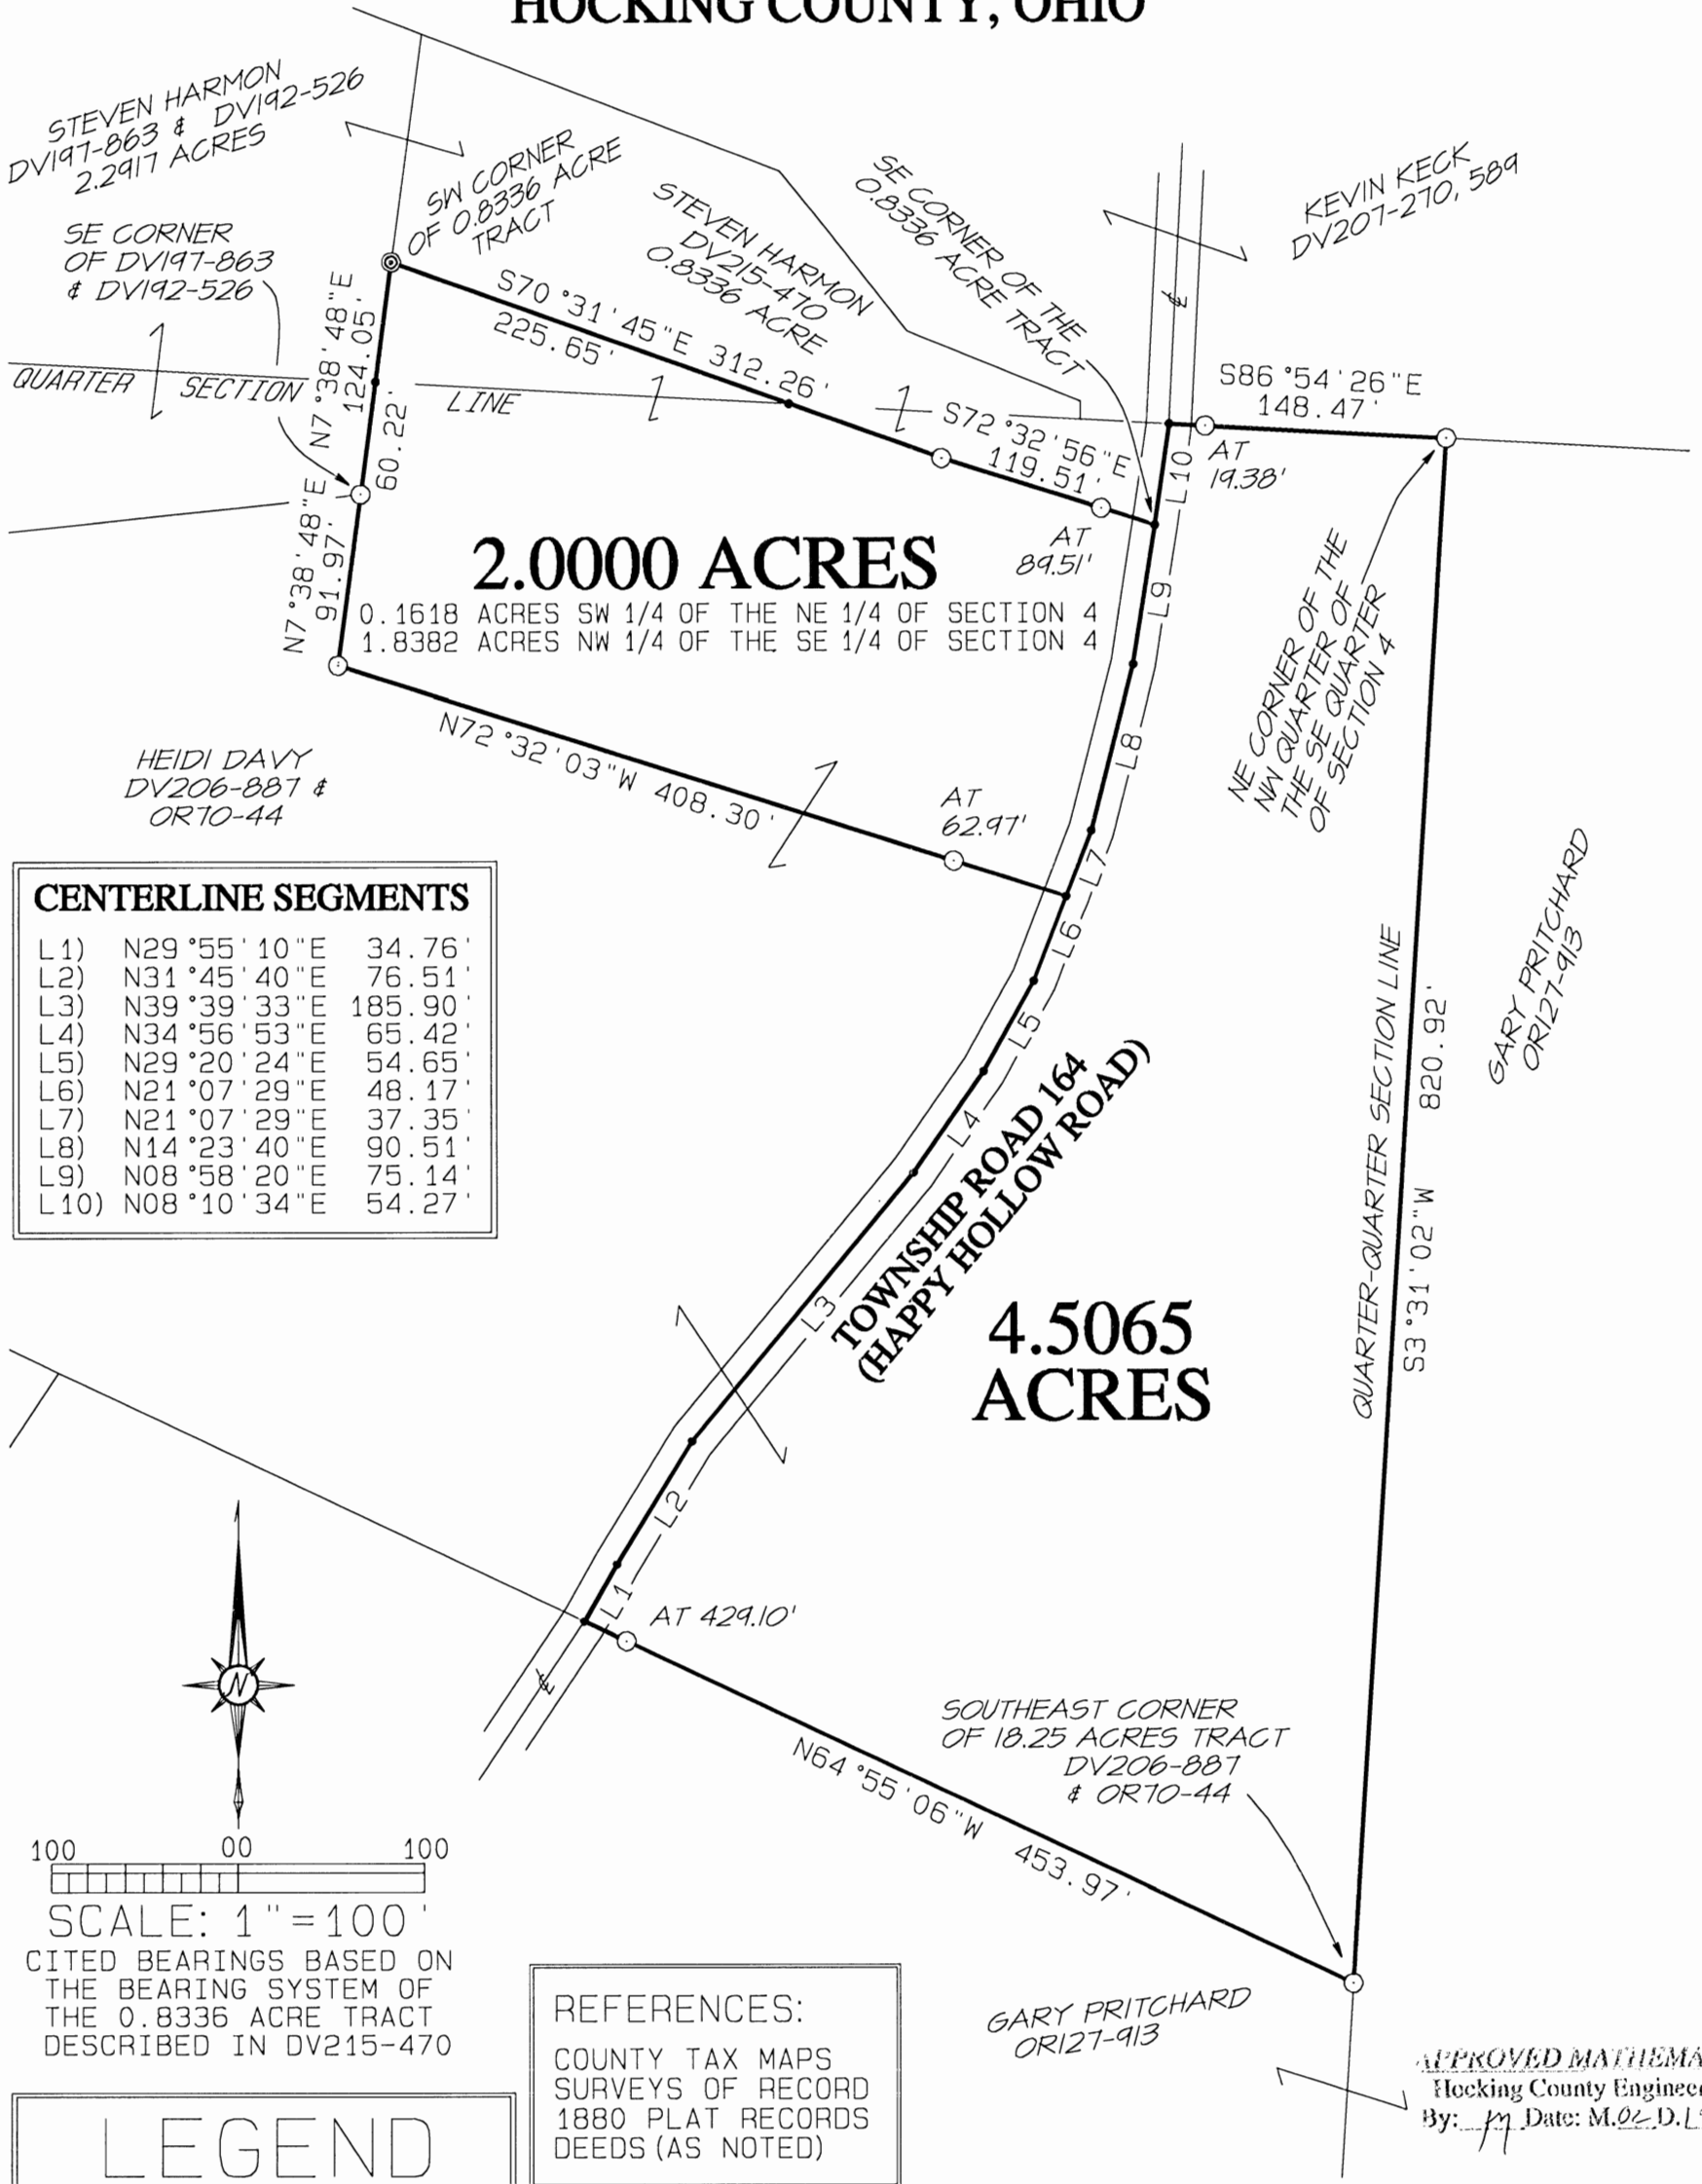 HOCKING COUNTY, OHIO
STEVEN HARMON
DV197-863 & DV192-526
2.2917 ACRES
SW CORNER
OF 0.8336 ACRE
TRACT
STEVEN HARMON
DV215-470
0.8336 ACRE
SE CORNER OF THE
0.8336 ACRE TRACT
KEVIN KECK
DV207-270, 589
SE CORNER
OF DV197-863
& DV192-526
N7°38'48"E
124.05'
S70°31'45"E 312.26'
225.65'
QUARTER SECTION LINE
60.22'
S72°32'56"E
119.51'
S86°54'26"E
148.47'
L10
AT
19.38'
N7°38'48"E
91.97'
AT
89.51'
2.0000 ACRES
0.1618 ACRES SW 1/4 OF THE NE 1/4 OF SECTION 4
1.8382 ACRES NW 1/4 OF THE SE 1/4 OF SECTION 4
L9
NE CORNER OF THE
NW QUARTER OF
THE SE QUARTER
OF SECTION 4
N72°32'03"W 408.30'
L8
HEIDI DAVY
DV206-887 &
OR70-44
AT
62.97'
L7
GARY PRITCHARD
OR127-913
CENTERLINE SEGMENTS
L1) N29°55'10"E 34.76'
L2) N31°45'40"E 76.51'
L3) N39°39'33"E 185.90'
L4) N34°56'53"E 65.42'
L5) N29°20'24"E 54.65'
L6) N21°07'29"E 48.17'
L7) N21°07'29"E 37.35'
L8) N14°23'40"E 90.51'
L9) N08°58'20"E 75.14'
L10) N08°10'34"E 54.27'
L6
L5
L4
TOWNSHIP ROAD 164
(HAPPY HOLLOW ROAD)
QUARTER-QUARTER SECTION LINE
S3°31'02"W 820.92'
L3
4.5065
ACRES
L2
L1
AT 429.10'
N
SOUTHEAST CORNER
OF 18.25 ACRES TRACT
DV206-887
& OR70-44
N64°55'06"W 453.97'
100 00 100
SCALE: 1"=100'
CITED BEARINGS BASED ON
THE BEARING SYSTEM OF
THE 0.8336 ACRE TRACT
DESCRIBED IN DV215-470
REFERENCES:
COUNTY TAX MAPS
SURVEYS OF RECORD
1880 PLAT RECORDS
DEEDS (AS NOTED)
GARY PRITCHARD
OR127-913
APPROVED MATHEMA
Hocking County Enginee
By: Date: M.02 D.
LEGEND